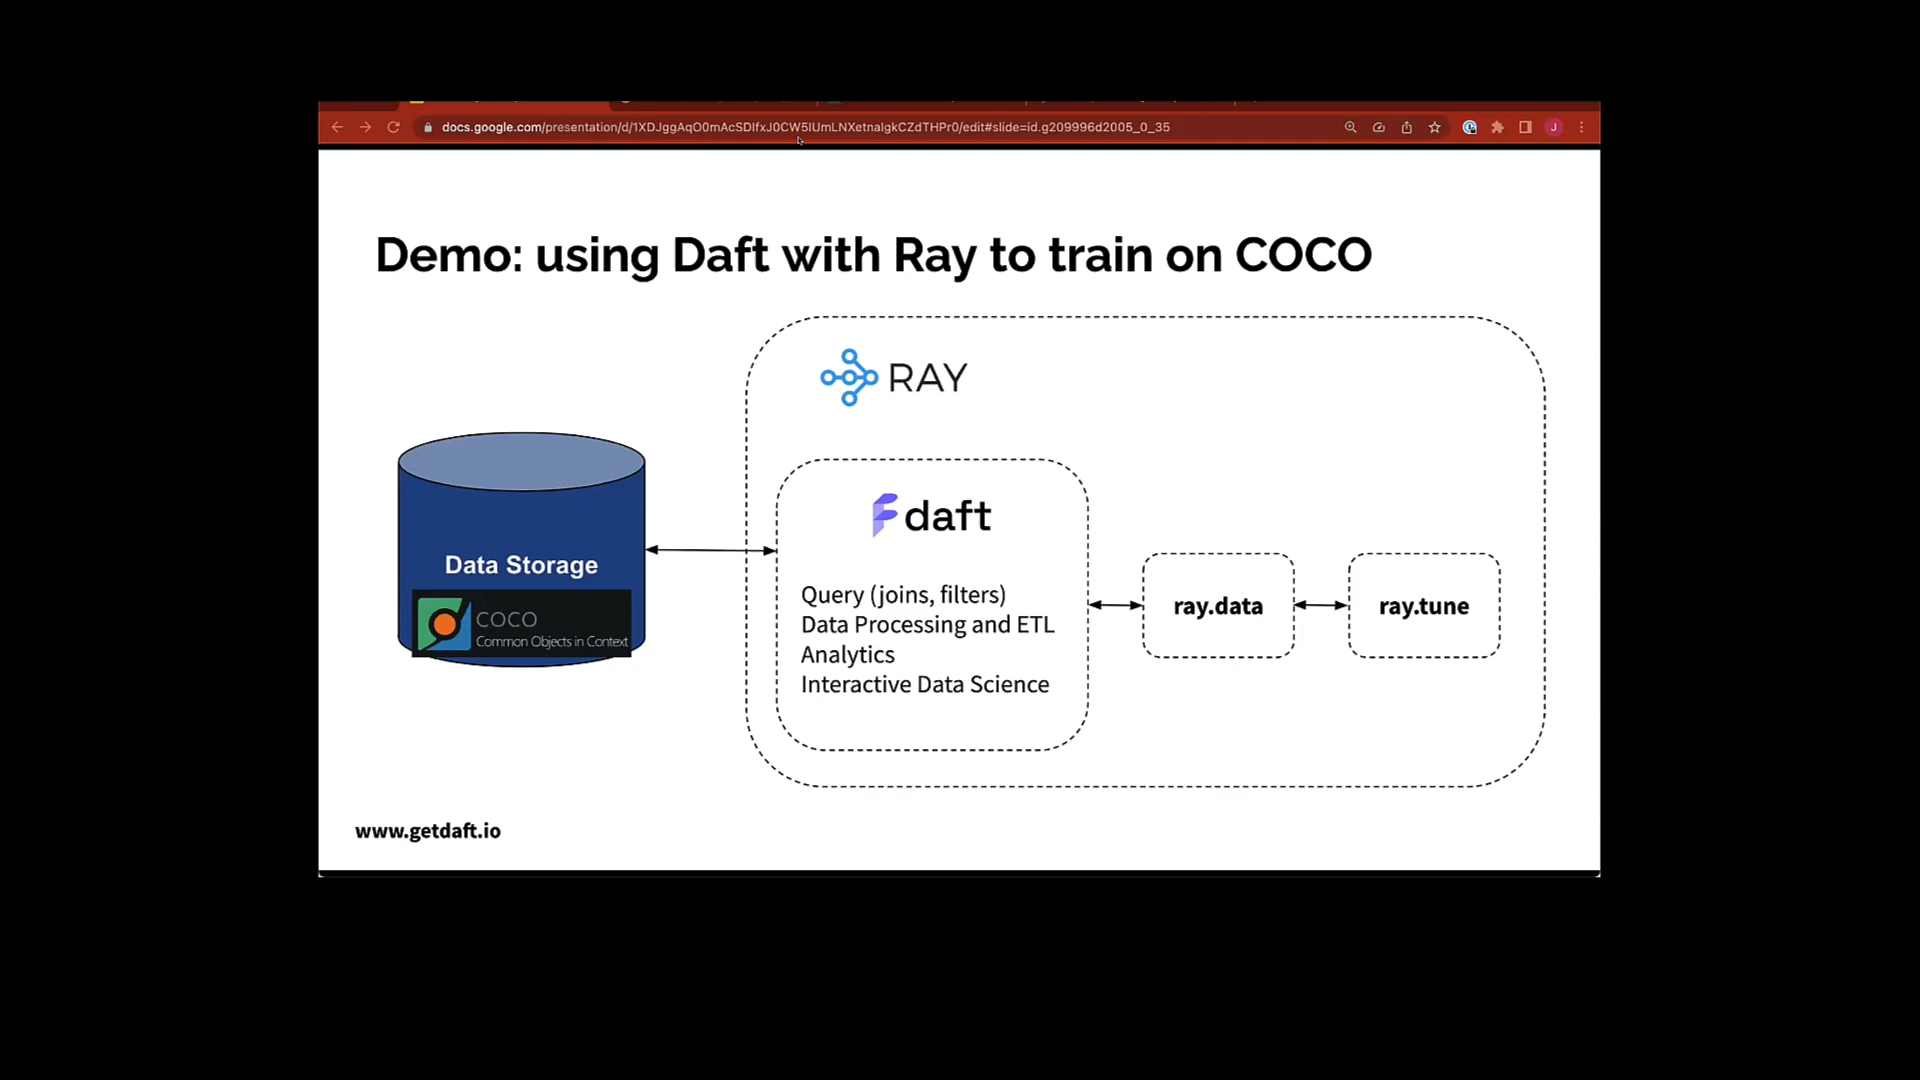 docs.google.com/presentation/d/1XDJggAqO0mAcSDIfxJ0CW5IUmLNXetnaIgkCZdTHPr0/edit#slide=id.g209996d2005_0_35
J
Demo: using Daft with Ray to train on COCO
RAY
daft
Data Storage
COCO
Common Objects in Context
Query (joins, filters)
Data Processing and ETL
Analytics
Interactive Data Science
ray.data
ray.tune
www.getdaft.io